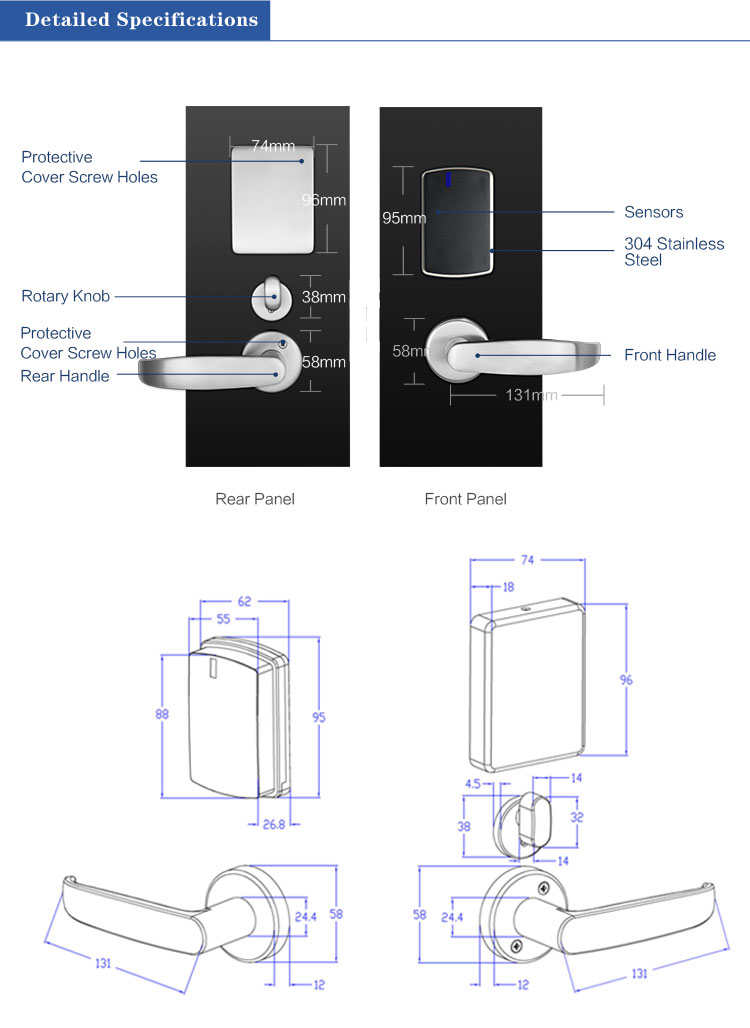 Detailed Specifications
74mm
Protective
Cover Screw Holes
96mm
95mm
Sensors
304 Stainless
Steel
Rotary Knob
38mm
Protective
Cover Screw Holes
Rear Handle
58mm
58m
Front Handle
131mm
Rear Panel
Front Panel
74
18
62
55
88
95
96
26.8
4.5
14
38
32
14
24.4
58
131
12
58
24.4
12
131